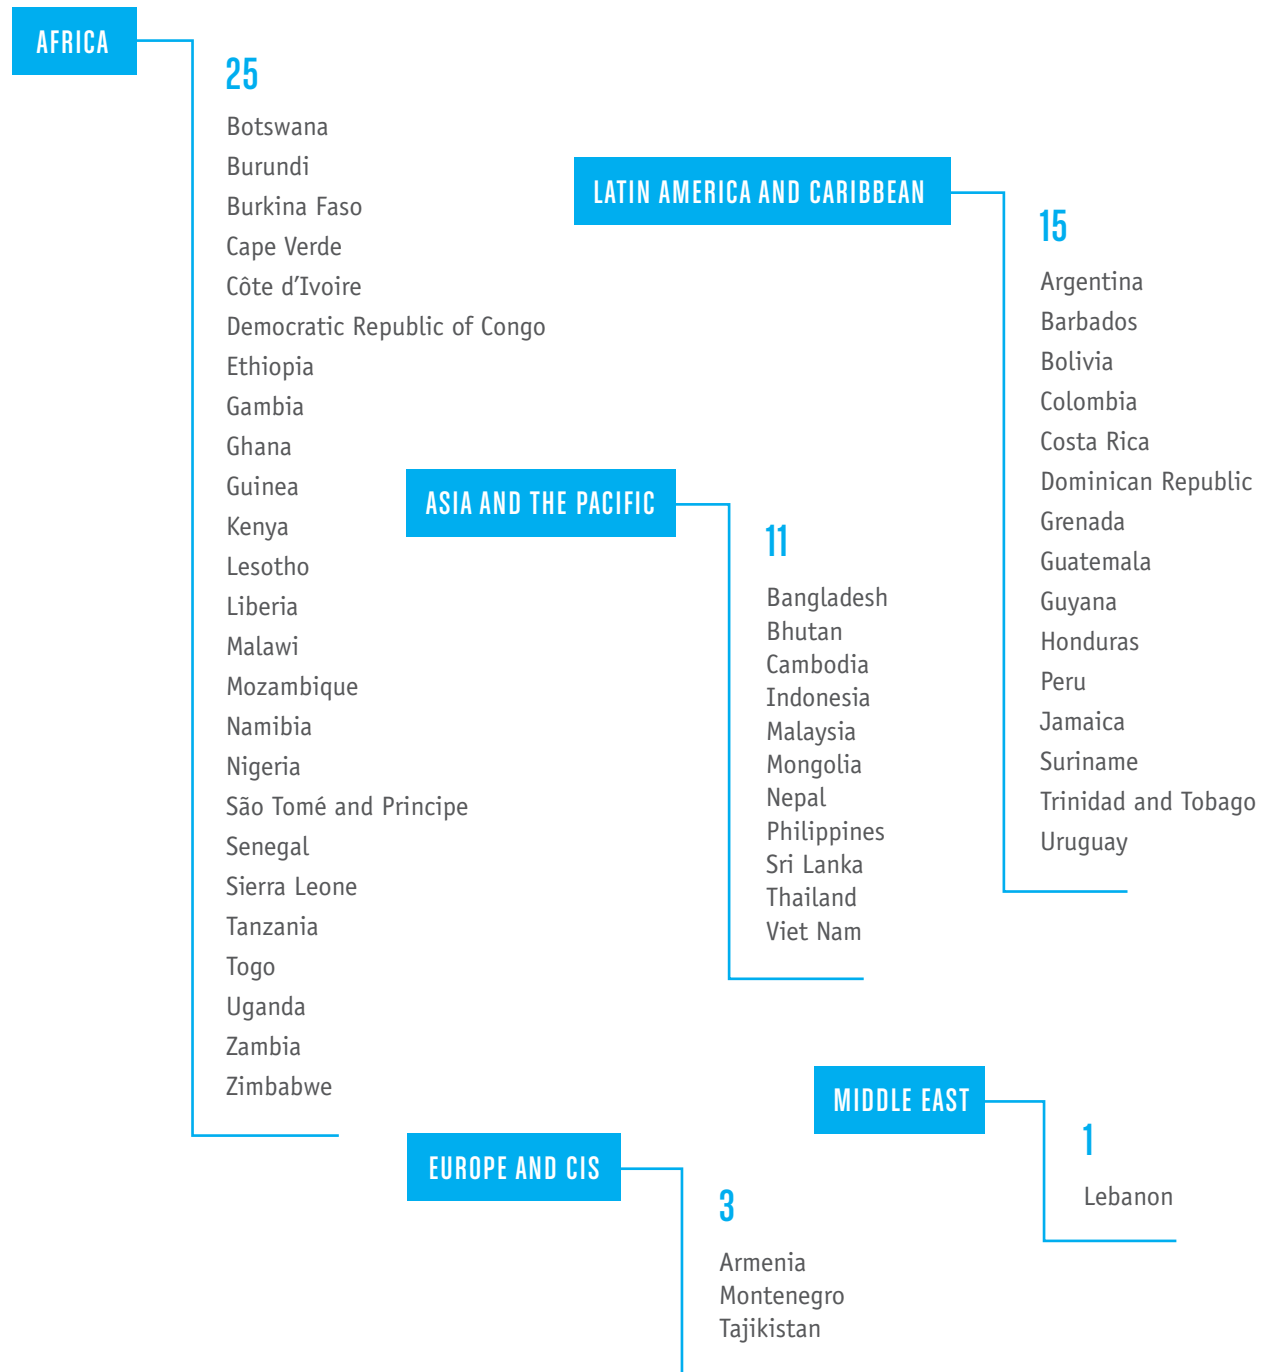 AFRICA
25
Botswana
Burundi
Burkina Faso
Cape Verde
Côte d’Ivoire
Democratic Republic of Congo
Ethiopia
Gambia
Ghana
Guinea
Kenya
Lesotho
Liberia
Malawi
Mozambique
Namibia
Nigeria
São Tomé and Principe
Senegal
Sierra Leone
Tanzania
Togo
Uganda
Zambia
Zimbabwe
LATIN AMERICA AND CARIBBEAN
15
Argentina
Barbados
Bolivia
Colombia
Costa Rica
Dominican Republic
Grenada
Guatemala
Guyana
Honduras
Peru
Jamaica
Suriname
Trinidad and Tobago
Uruguay
ASIA AND THE PACIFIC
11
Bangladesh
Bhutan
Cambodia
Indonesia
Malaysia
Mongolia
Nepal
Philippines
Sri Lanka
Thailand
Viet Nam
MIDDLE EAST
1
Lebanon
EUROPE AND CIS
3
Armenia
Montenegro
Tajikistan